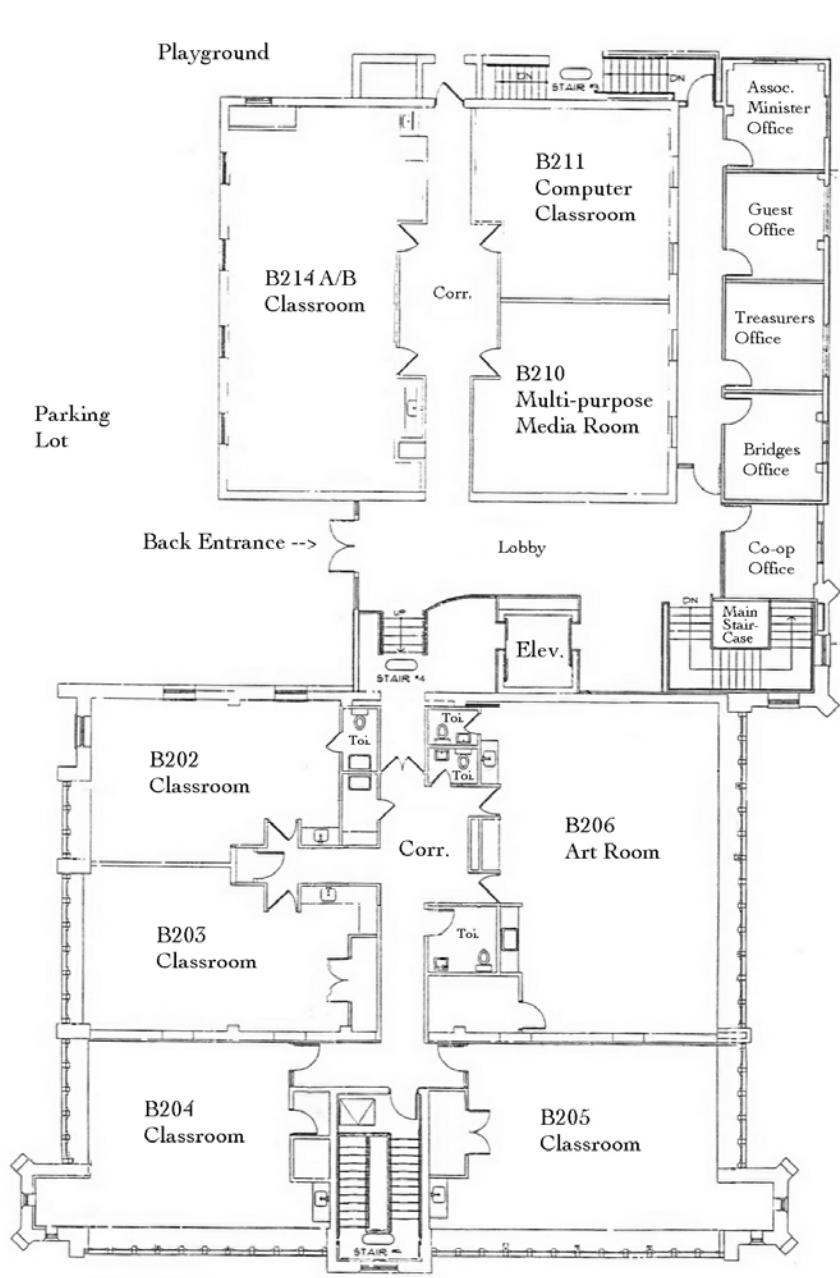 Playground
DN
STAIR #3
DN
Assoc.
Minister
Office
B211
Computer
Classroom
Guest
Office
B214 A/B
Classroom
Corr.
Treasurers
Office
B210
Multi-purpose
Media Room
Parking
Lot
Bridges
Office
Back Entrance -->
Lobby
Co-op
Office
UP
DN
Main
Stair-
Case
Elev.
STAIR #4
Toi.
Toi.
B202
Classroom
Toi.
B206
Art Room
Corr.
B203
Classroom
Toi.
B204
Classroom
B205
Classroom
STAIR